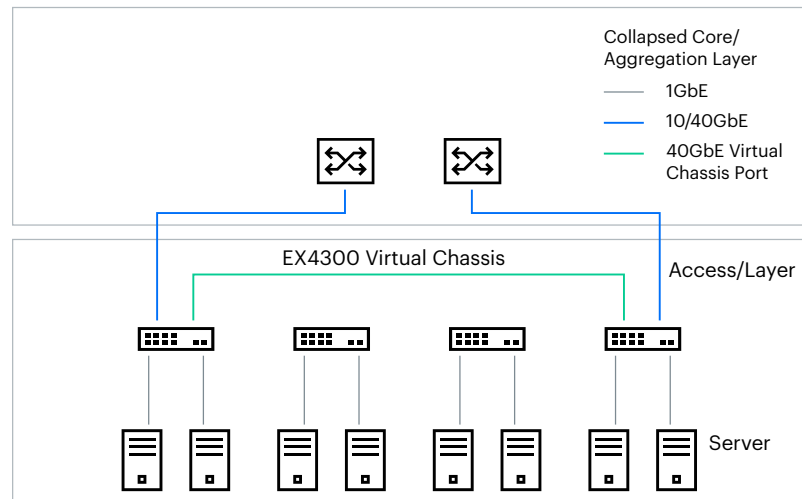 Collapsed Core/
Aggregation Layer
1GbE
10/40GbE
40GbE Virtual
Chassis Port
EX4300 Virtual Chassis
Access/Layer
Server